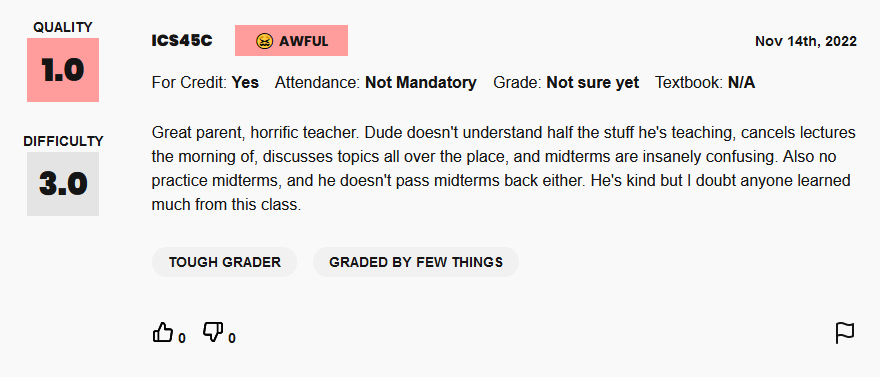 QUALITY
1.0
DIFFICULTY
3.0
ICS45C
AWFUL
Nov 14th, 2022
For Credit: Yes Attendance: Not Mandatory Grade: Not sure yet Textbook: N/A
Great parent, horrific teacher. Dude doesn't understand half the stuff he's teaching, cancels lectures
the morning of, discusses topics all over the place, and midterms are insanely confusing. Also no
practice midterms, and he doesn't pass midterms back either. He's kind but I doubt anyone learned
much from this class.
TOUGH GRADER
GRADED BY FEW THINGS
0
0